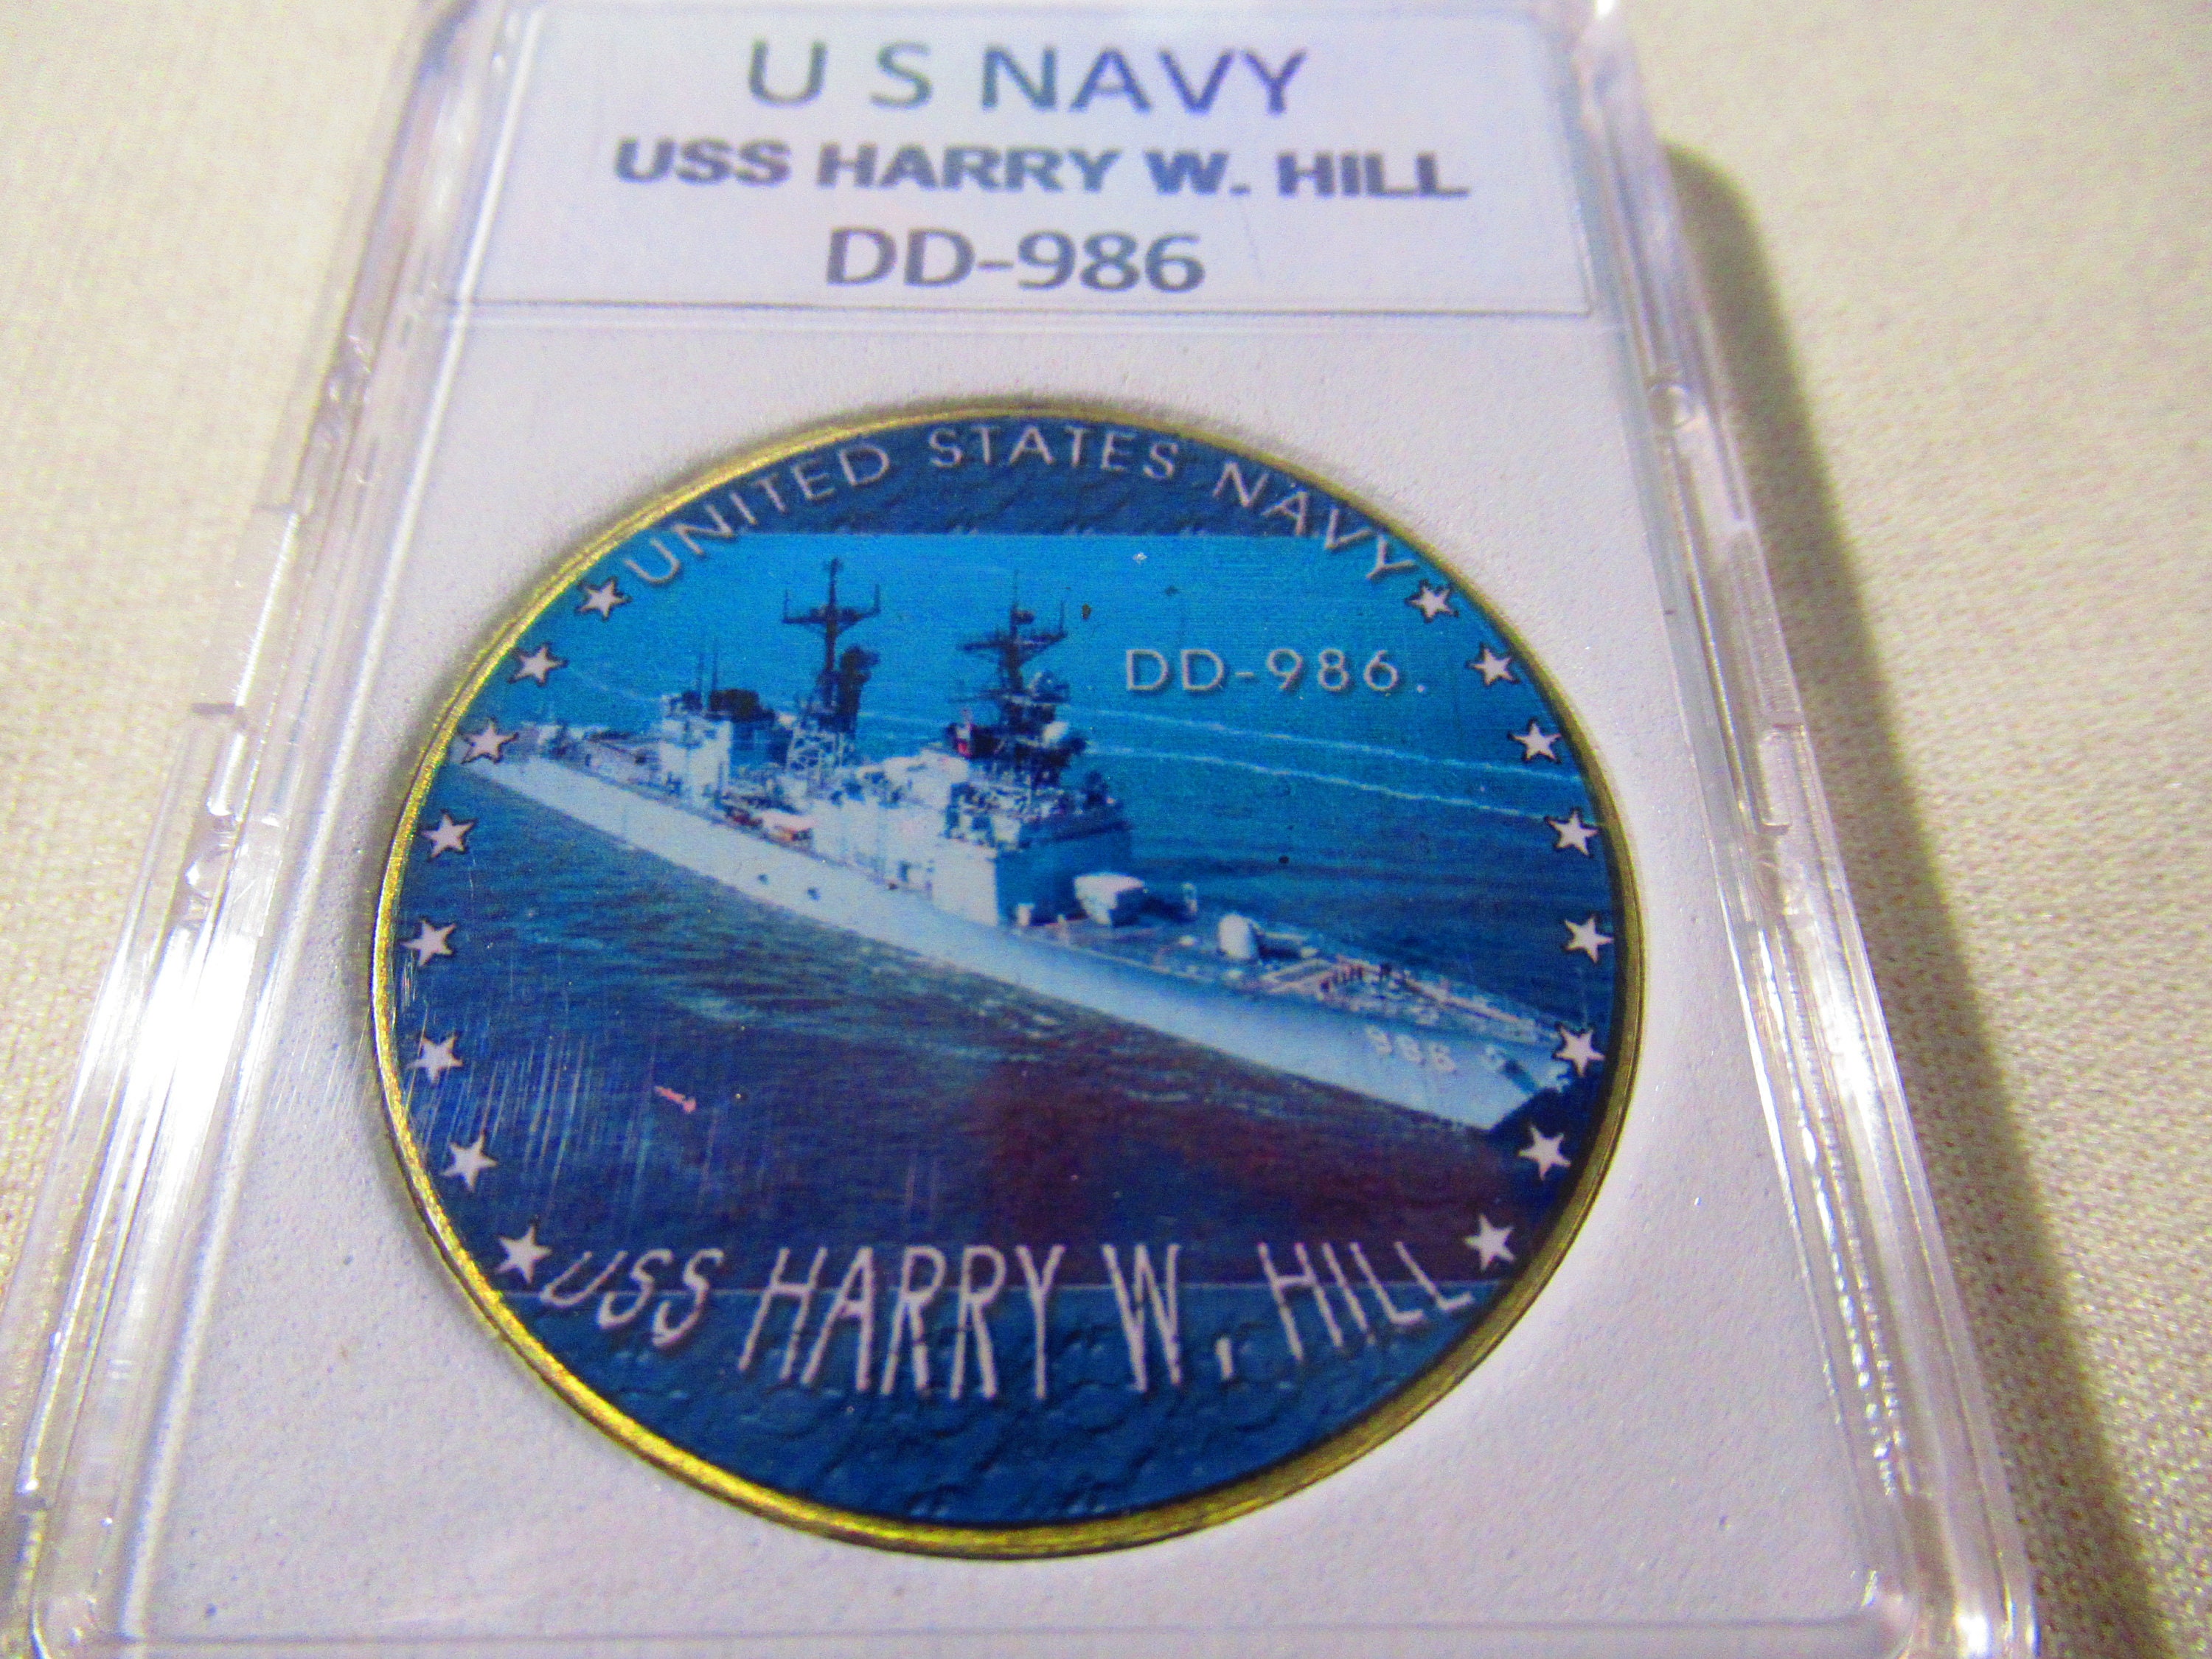 U S NAVY
USS HARRY W. HILL
DD-986
UNITED STATES NAVY
DD-986.
986
USS HARRY W. HILL